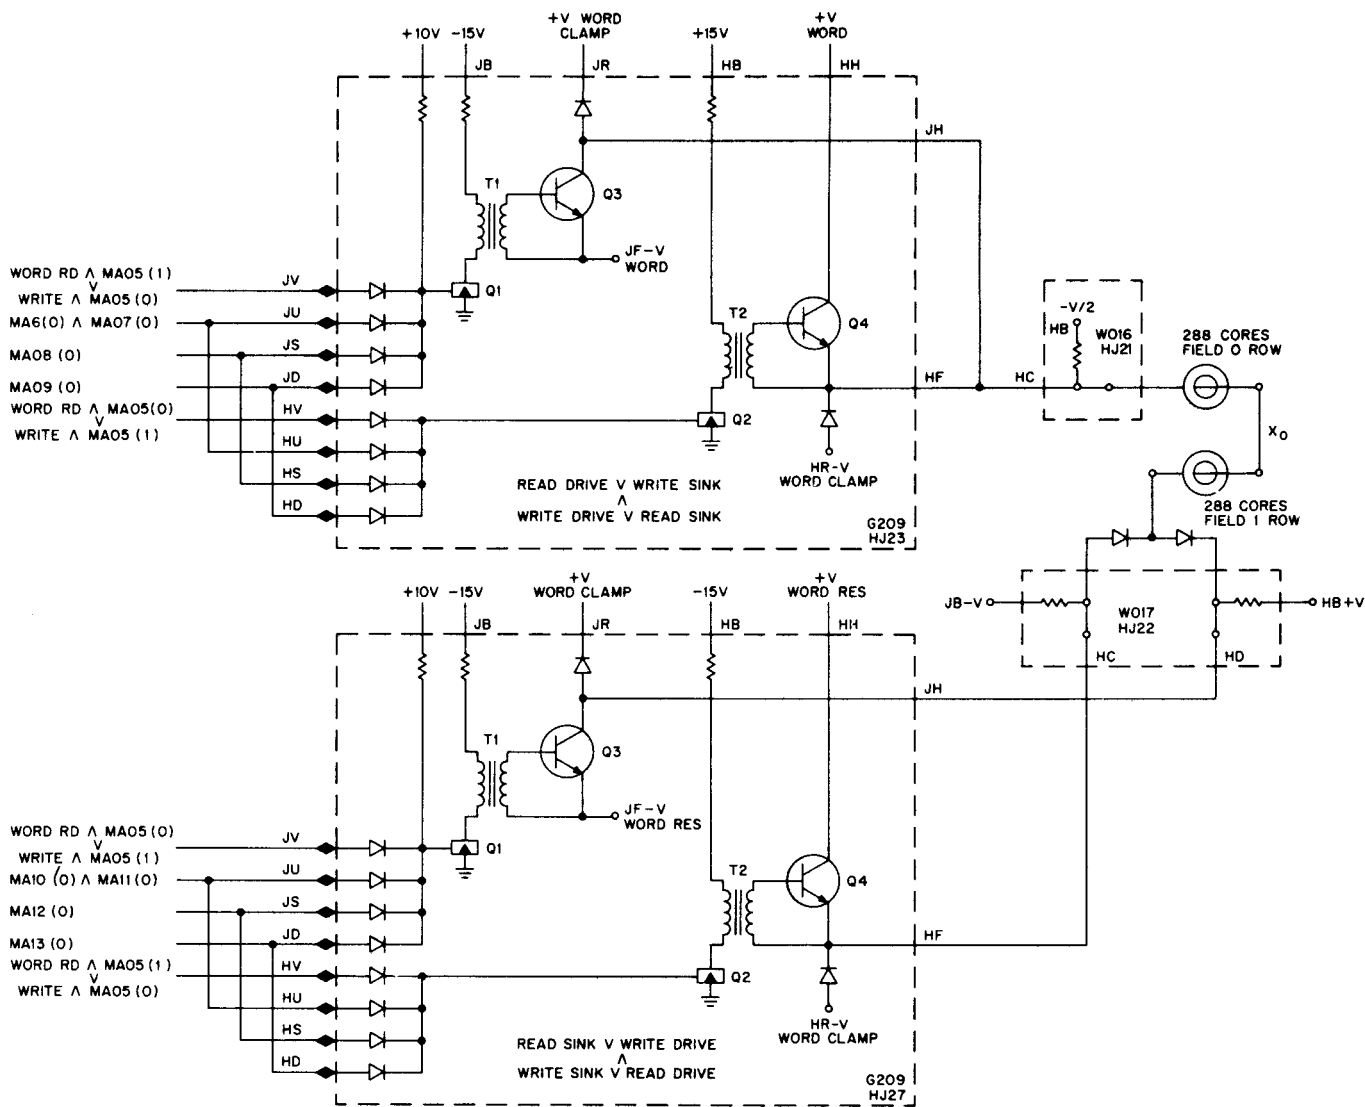 +V WORD
CLAMP
+V
WORD
+10V -15V
+15V
JB
JR
HB
HH
JH
T1
Q3
JF-V
WORD
WORD RD ∧ MA05 (1)
V
WRITE ∧ MA05 (0)
JV
Q1
MA6(0) ∧ MA07 (0)
JU
MA08 (0)
JS
MA09 (0)
JD
WORD RD ∧ MA05(0)
V
WRITE ∧ MA05 (1)
HV
HU
HS
HD
T2
Q4
HF
Q2
HR-V
WORD CLAMP
READ DRIVE V WRITE SINK
∧
WRITE DRIVE V READ SINK
G209
HJ23
HC
-V/2
HB
W016
HJ21
288 CORES
FIELD 0 ROW
X0
288 CORES
FIELD 1 ROW
JB-V
W017
HJ22
HB+V
HC
HD
+V
WORD CLAMP
+V
WORD RES
+10V -15V
-15V
JB
JR
HB
HH
JH
T1
Q3
JF-V
WORD RES
WORD RD ∧ MA05 (0)
V
WRITE ∧ MA05 (1)
JV
Q1
MA10 (0) ∧ MA11 (0)
JU
MA12 (0)
JS
MA13 (0)
JD
WORD RD ∧ MA05 (1)
V
WRITE ∧ MA05 (0)
HV
HU
HS
HD
T2
Q4
HF
Q2
HR-V
WORD CLAMP
READ SINK V WRITE DRIVE
∧
WRITE SINK V READ DRIVE
G209
HJ27